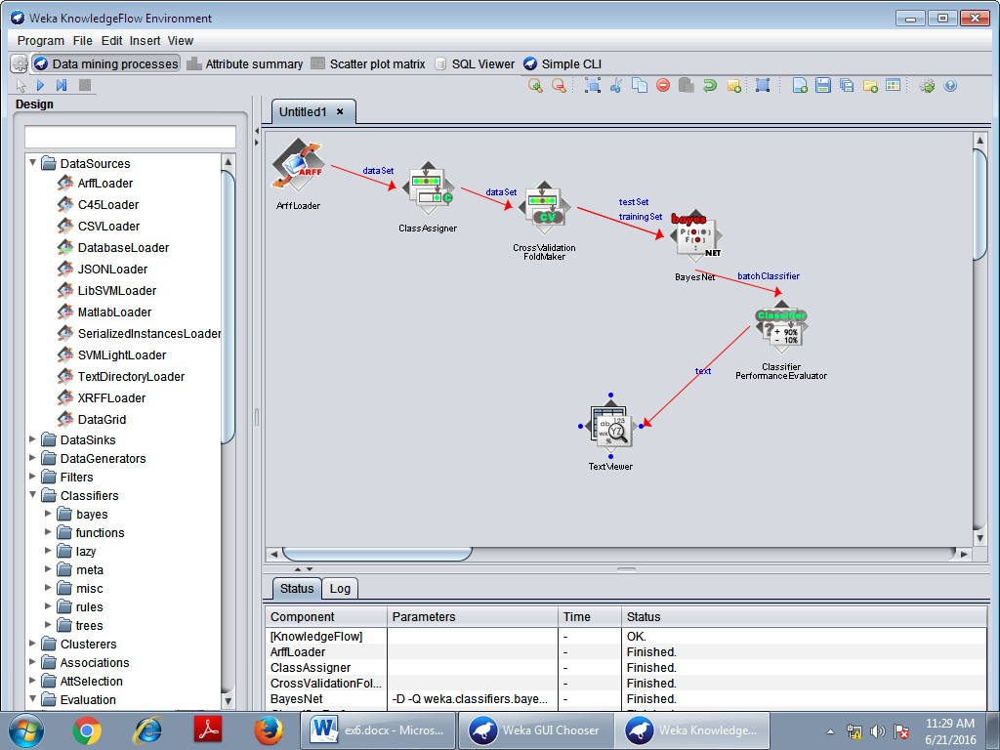 Weka KnowledgeFlow Environment
Program File Edit Insert View
Data mining processes Attribute summary Scatter plot matrix SQL Viewer Simple CLI
Design
Untitled1
DataSources
ArffLoader
C45Loader
CSVLoader
DatabaseLoader
JSONLoader
LibSVMLoader
MatlabLoader
SerializedInstancesLoader
SVMLightLoader
TextDirectoryLoader
XRFFLoader
DataGrid
DataSinks
DataGenerators
Filters
Classifiers
bayes
functions
lazy
meta
misc
rules
trees
Clusterers
Associations
AttSelection
Evaluation
ARFF
ArffLoader
dataSet
C
ClassAssigner
dataSet
CV
CrossValidation
FoldMaker
testSet
trainingSet
bayes
NET
BayesNet
batchClassifier
Classifier
+ 90%
- 10%
Classifier
PerformanceEvaluator
text
TextViewer
Status Log
Component Parameters Time Status
[KnowledgeFlow] - OK.
ArffLoader - Finished.
ClassAssigner - Finished.
CrossValidationFol... - Finished.
BayesNet -D -Q weka.classifiers.baye... - Finished.
ex6.docx - Micros... Weka GUI Chooser Weka Knowledge...
11:29 AM
6/21/2016